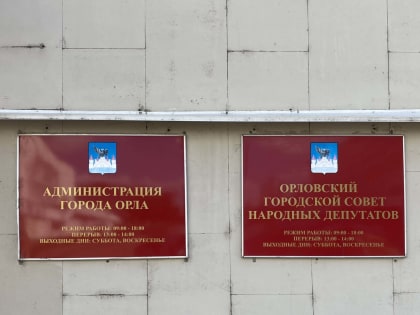 АДМИНИСТРАЦИЯ
ГОРОДА ОРЛА
РЕЖИМ РАБОТЫ: 09:00 - 18:00
ПЕРЕРЫВ: 13:00 - 14:00
ВЫХОДНЫЕ ДНИ: СУББОТА, ВОСКРЕСЕНЬЕ
ОРЛОВСКИЙ
ГОРОДСКОЙ СОВЕТ
НАРОДНЫХ ДЕПУТАТОВ
РЕЖИМ РАБОТЫ: 09:00 - 18:00
ПЕРЕРЫВ: 13:00 - 14:00
ВЫХОДНЫЕ ДНИ: СУББОТА, ВОСКРЕСЕНЬЕ